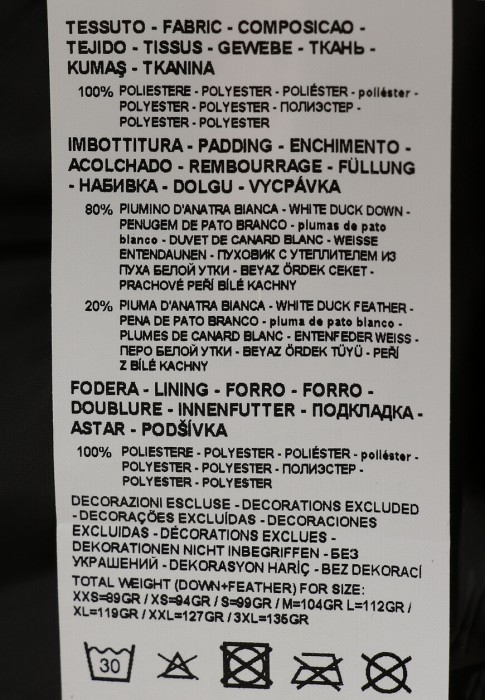 TESSUTO - FABRIC - COMPOSICAO -
TEJIDO - TISSUS - GEWEBE - ТКАНЬ -
KUMAŞ - TKANINA
100% POLIESTERE - POLYESTER - POLIÉSTER - poliéster -
POLYESTER - POLYESTER - ПОЛИЭСТЕР -
POLYESTER - POLYESTER
IMBOTTITURA - PADDING - ENCHIMENTO -
ACOLCHADO - REMBOURRAGE - FÜLLUNG
- НАБИВКА - DOLGU - VYCPÁVKA
80% PIUMINO D'ANATRA BIANCA - WHITE DUCK DOWN -
PENUGEM DE PATO BRANCO - plumas de pato
blanco - DUVET DE CANARD BLANC - WEISSE
ENTENDAUNEN - ПУХОВИК С УТЕПЛИТЕЛЕМ ИЗ
ПУХА БЕЛОЙ УТКИ - BEYAZ ÖRDEK CEKET -
PRACHOVÉ PEŘÍ BÍLÉ KACHNY
20% PIUMA D'ANATRA BIANCA - WHITE DUCK FEATHER -
PENA DE PATO BRANCO - pluma de pato blanco -
PLUMES DE CANARD BLANC - ENTENFEDER WEISS -
ПЕРО БЕЛОЙ УТКИ - BEYAZ ÖRDEK TÜYÜ - PEŘÍ
Z BÍLÉ KACHNY
FODERA - LINING - FORRO - FORRO -
DOUBLURE - INNENFUTTER - ПОДКЛАДКА -
ASTAR - PODŠÍVKA
100% POLIESTERE - POLYESTER - POLIÉSTER - poliéster -
POLYESTER - POLYESTER - ПОЛИЭСТЕР -
POLYESTER - POLYESTER
DECORAZIONI ESCLUSE - DECORATIONS EXCLUDED
- DECORAÇÕES EXCLUÍDAS - DECORACIONES
EXCLUIDAS - DÉCORATIONS EXCLUES -
DEKORATIONEN NICHT INBEGRIFFEN - БЕЗ
УКРАШЕНИЙ - DEKORASYON HARİÇ - BEZ DEKORACÍ
TOTAL WEIGHT (DOWN+FEATHER) FOR SIZE:
XXS=89GR / XS=94GR / S=99GR / M=104GR L=112GR /
XL=119GR / XXL=127GR / 3XL=135GR
30